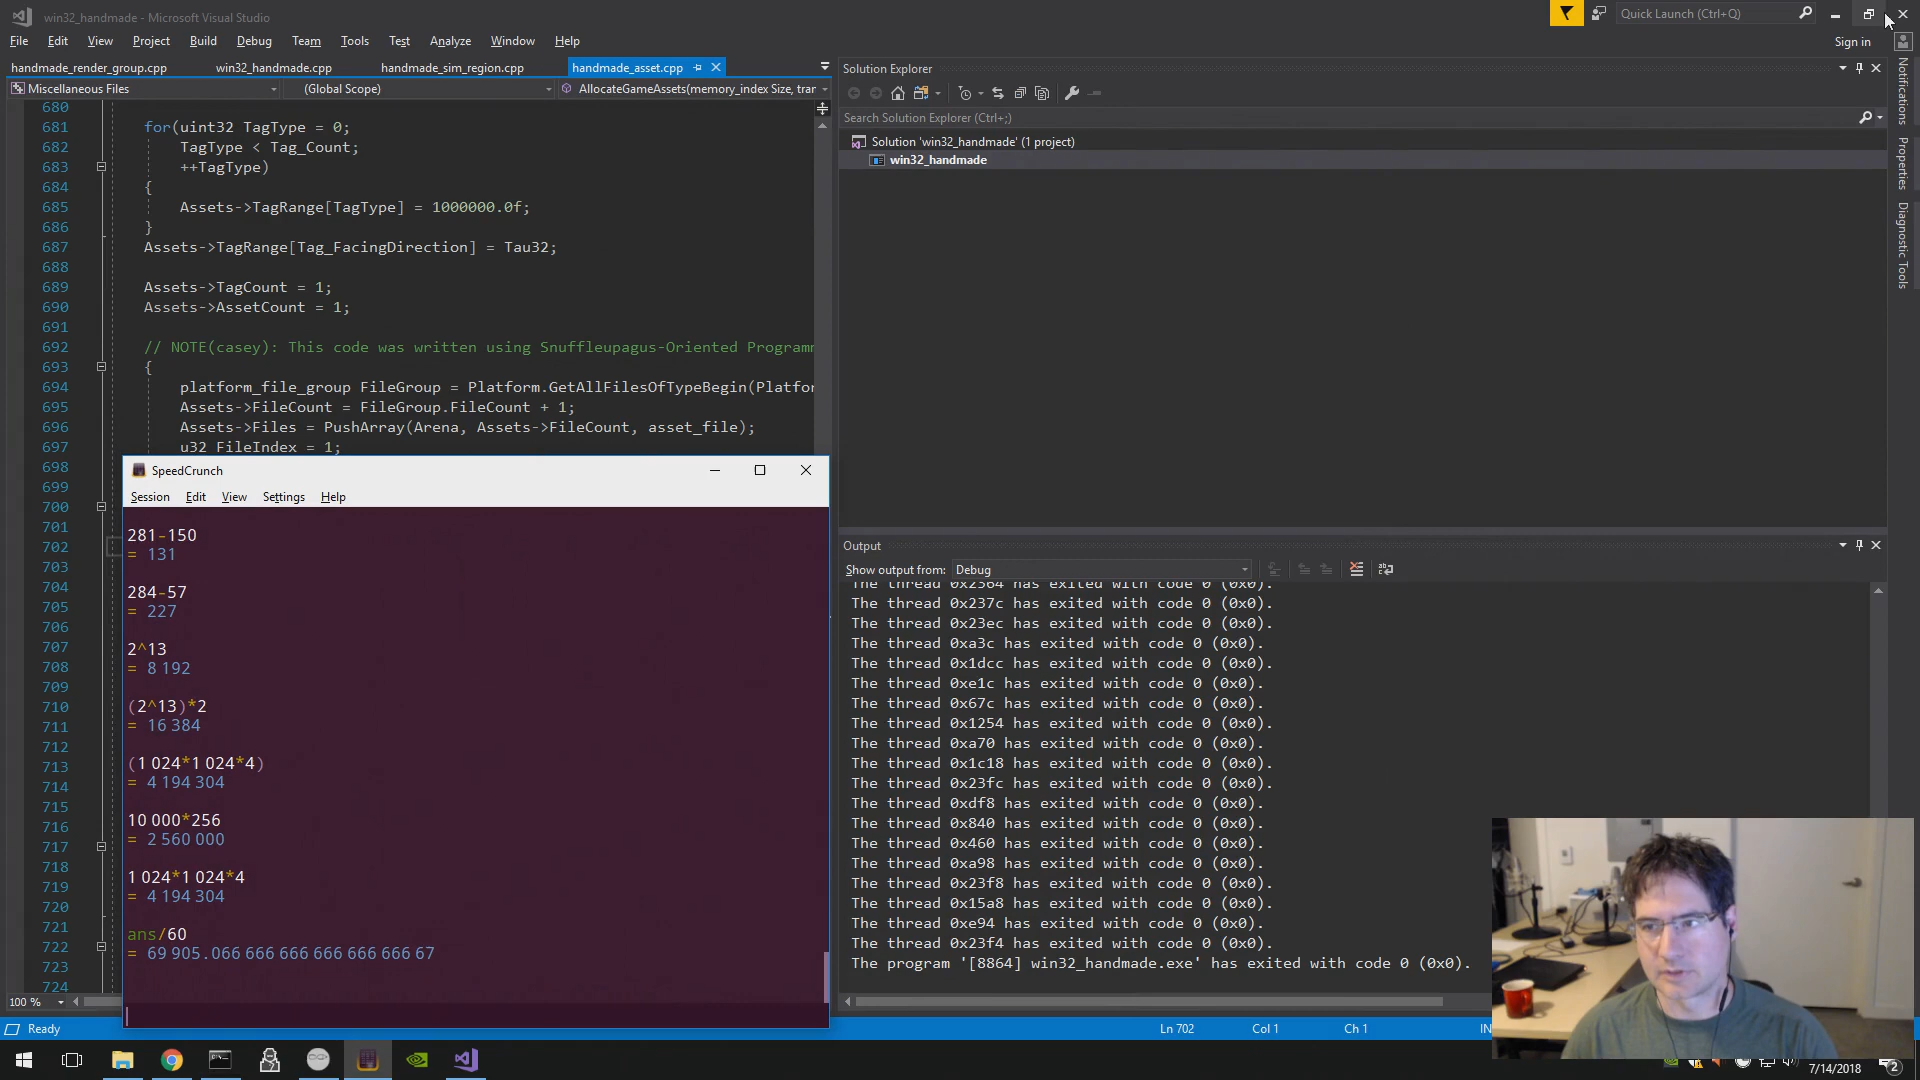 win32_handmade - Microsoft Visual Studio
Quick Launch (Ctrl+Q)
File Edit View Project Build Debug Team Tools Test Analyze Window Help
Sign in
handmade_render_group.cpp win32_handmade.cpp handmade_sim_region.cpp handmade_asset.cpp
Miscellaneous Files (Global Scope) AllocateGameAssets(memory_index Size, tran
680
681 for(uint32 TagType = 0;
682 TagType < Tag_Count;
683 ++TagType)
684 {
685 Assets->TagRange[TagType] = 1000000.0f;
686 }
687 Assets->TagRange[Tag_FacingDirection] = Tau32;
688
689 Assets->TagCount = 1;
690 Assets->AssetCount = 1;
691
692 // NOTE(casey): This code was written using Snuffleupagus-Oriented Programm
693 {
694 platform_file_group FileGroup = Platform.GetAllFilesOfTypeBegin(Platfor
695 Assets->FileCount = FileGroup.FileCount + 1;
696 Assets->Files = PushArray(Arena, Assets->FileCount, asset_file);
697 u32 FileIndex = 1;
698
699
700
701
702
703
704
705
706
707
708
709
710
711
712
713
714
715
716
717
718
719
720
721
722
723
724
100 %
SpeedCrunch
Session Edit View Settings Help
281-150
= 131
284-57
= 227
2^13
= 8 192
(2^13)*2
= 16 384
(1 024*1 024*4)
= 4 194 304
10 000*256
= 2 560 000
1 024*1 024*4
= 4 194 304
ans/60
= 69 905.066 666 666 666 666 666 67
Solution Explorer
Search Solution Explorer (Ctrl+;)
Solution 'win32_handmade' (1 project)
win32_handmade
Notifications
Properties
Diagnostic Tools
Output
Show output from: Debug
The thread 0x2364 has exited with code 0 (0x0).
The thread 0x237c has exited with code 0 (0x0).
The thread 0x23ec has exited with code 0 (0x0).
The thread 0xa3c has exited with code 0 (0x0).
The thread 0x1dcc has exited with code 0 (0x0).
The thread 0xe1c has exited with code 0 (0x0).
The thread 0x67c has exited with code 0 (0x0).
The thread 0x1254 has exited with code 0 (0x0).
The thread 0xa70 has exited with code 0 (0x0).
The thread 0x1c18 has exited with code 0 (0x0).
The thread 0x23fc has exited with code 0 (0x0).
The thread 0xdf8 has exited with code 0 (0x0).
The thread 0x840 has exited with code 0 (0x0).
The thread 0x460 has exited with code 0 (0x0).
The thread 0xa98 has exited with code 0 (0x0).
The thread 0x23f8 has exited with code 0 (0x0).
The thread 0x15a8 has exited with code 0 (0x0).
The thread 0xe94 has exited with code 0 (0x0).
The thread 0x23f4 has exited with code 0 (0x0).
The program '[8864] win32_handmade.exe' has exited with code 0 (0x0).
Ready Ln 702 Col 1 Ch 1 IN
7/14/2018 2